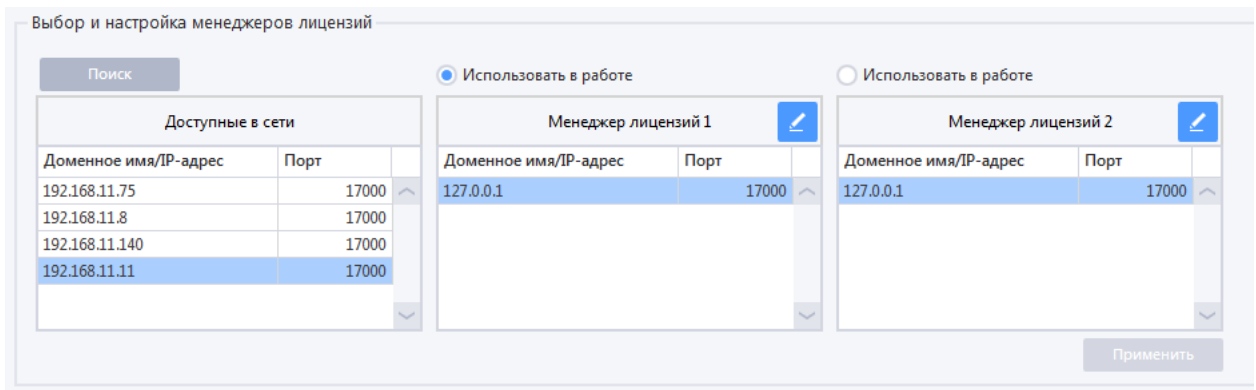 Выбор и настройка менеджеров лицензий
Поиск
Использовать в работе
Использовать в работе
Доступные в сети
Менеджер лицензий 1
Менеджер лицензий 2
Доменное имя/IP-адрес Порт
Доменное имя/IP-адрес Порт
Доменное имя/IP-адрес Порт
192.168.11.75 17000
127.0.0.1 17000
127.0.0.1 17000
192.168.11.8 17000
192.168.11.140 17000
192.168.11.11 17000
Применить